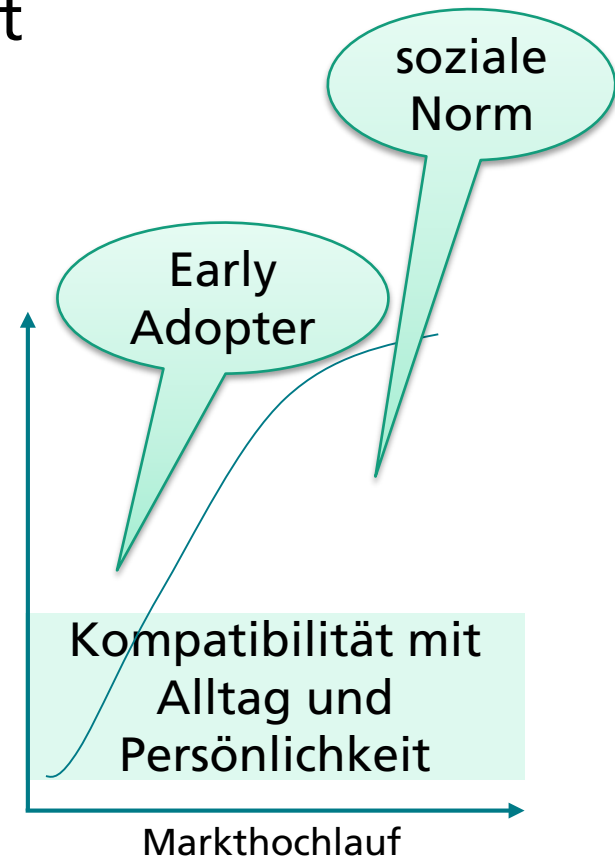 t
soziale
Norm
Early
Adopter
Kompatibilität mit
Alltag und
Persönlichkeit
Markthochlauf